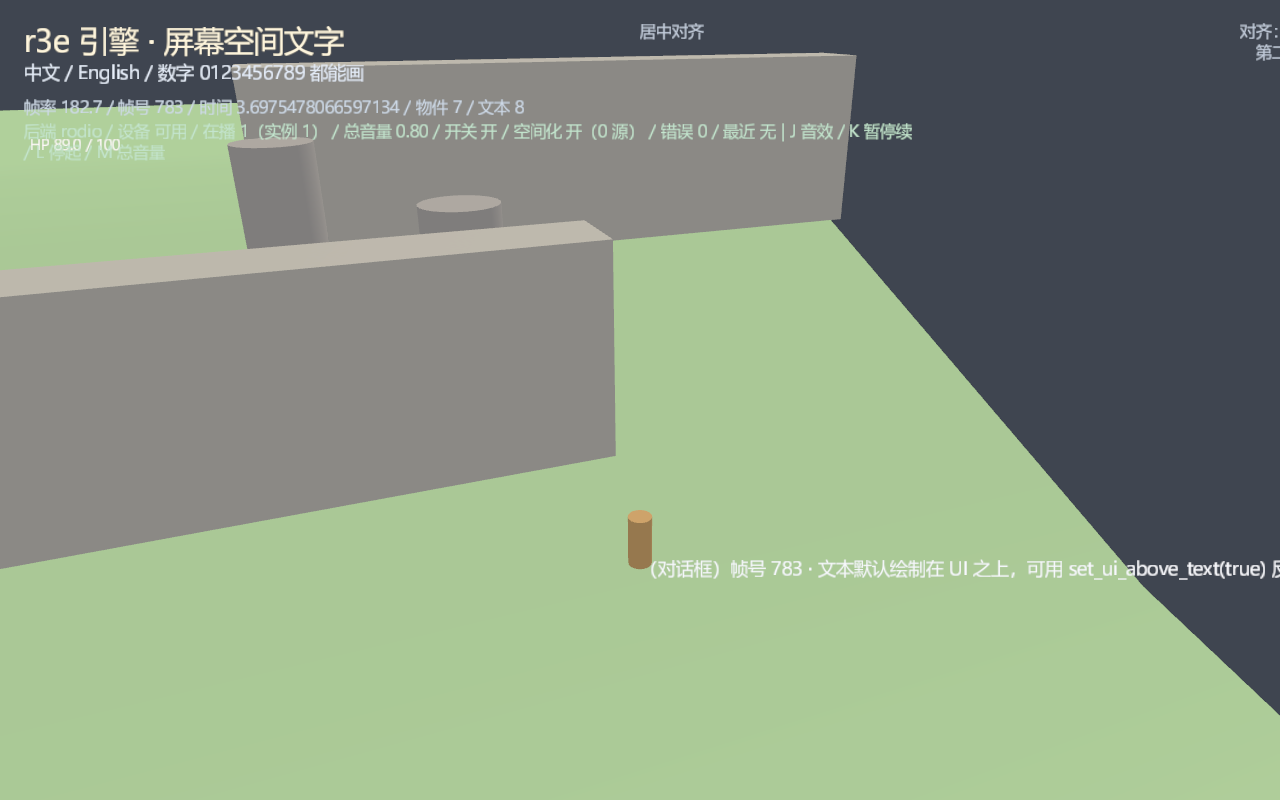 r3e 引擎 · 屏幕空间文字
居中对齐
对齐:
第二
中文 / English / 数字 0123456789 都能画
帧率 182.7 / 帧号 783 / 时间 3.6975478066597134 / 物件 7 / 文本 8
后端 rodio / 设备 可用 / 在播 1（实例 1） / 总音量 0.80 / 开关 开 / 空间化 开（0 源） / 错误 0 / 最近 无 | J 音效 / K 暂停续
/ L 停起 / M 总音量
HP 89.0 / 100
（对话框）帧号 783 · 文本默认绘制在 UI 之上，可用 set_ui_above_text(true) 反